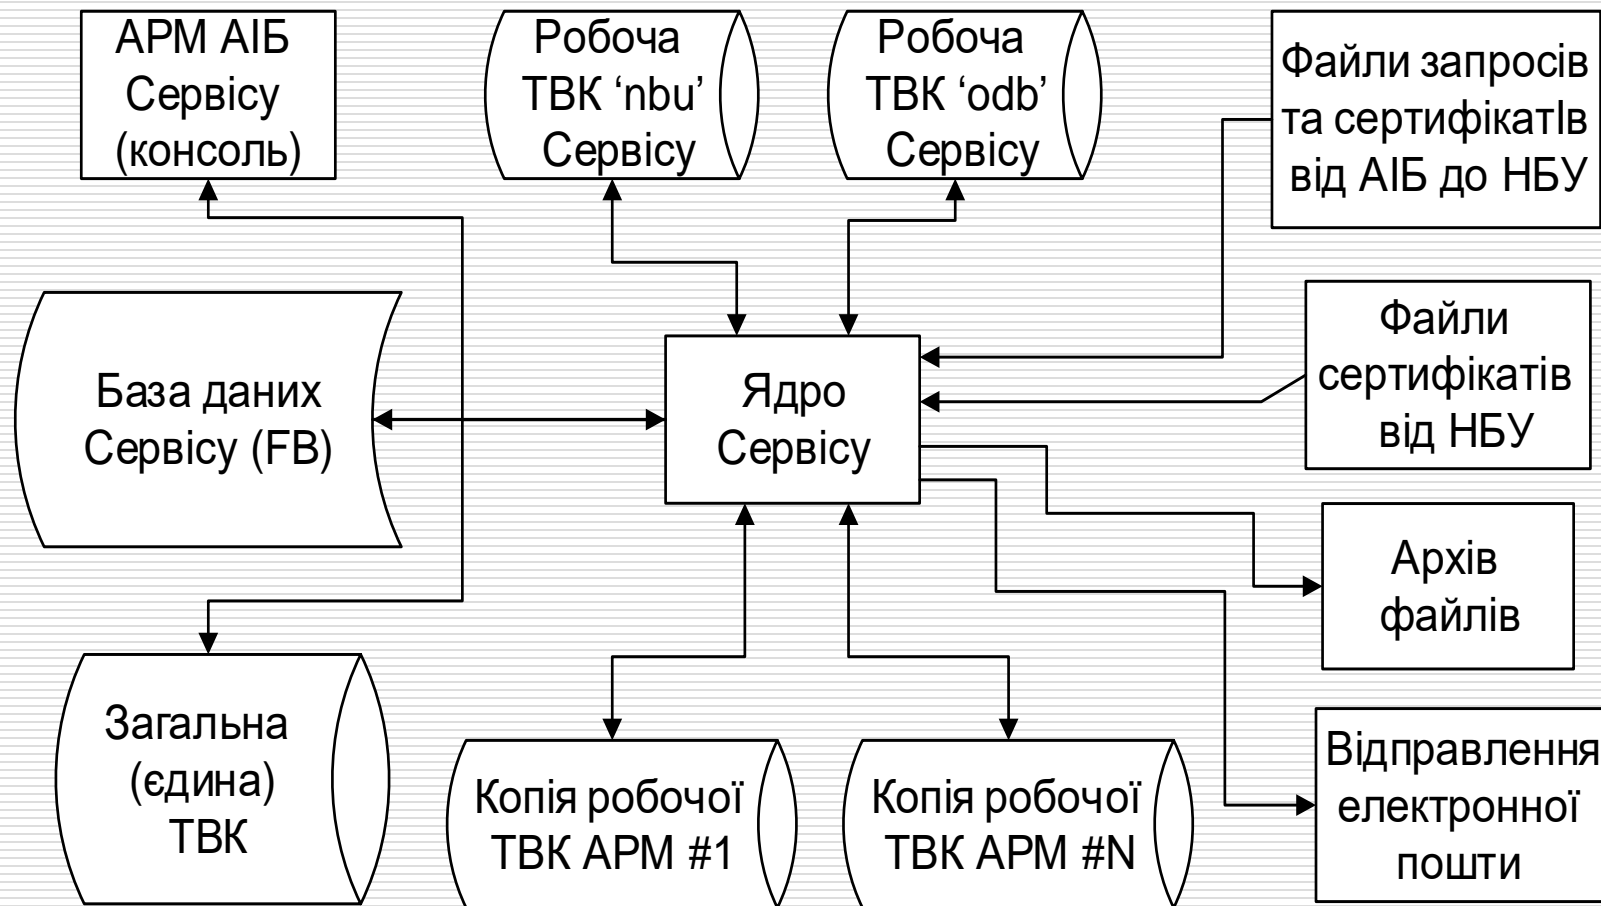 АРМ АІБ
Сервісу
(консоль)
Робоча
ТВК ‘nbu’
Сервісу
Робоча
ТВК ‘odb’
Сервісу
Файли запросів
та сертифікатІв
від АІБ до НБУ
База даних
Сервісу (FB)
Ядро
Сервісу
Файли
сертифікатів
від НБУ
Архів
файлів
Загальна
(єдина)
ТВК
Копія робочої
ТВК АРМ #1
Копія робочої
ТВК АРМ #N
Відправлення
електронної
пошти